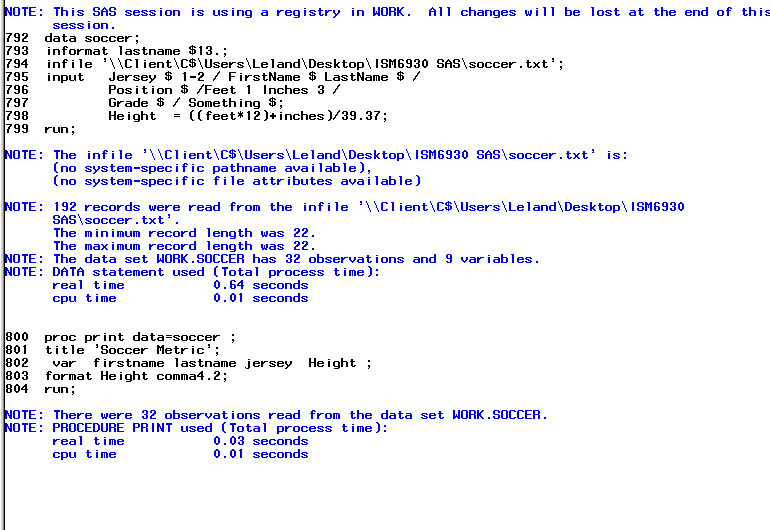 NOTE: This SAS session is using a registry in WORK.  All changes will be lost at the end of this
      session.
792  data soccer;
793  informat lastname $13.;
794  infile '\\Client\C$\Users\Leland\Desktop\ISM6930 SAS\soccer.txt';
795  input   Jersey $ 1-2 / FirstName $ LastName $ /
796          Position $ /Feet 1 Inches 3 /
797          Grade $ / Something $;
798          Height  = ((feet*12)+inches)/39.37;
799  run;
NOTE: The infile '\\Client\C$\Users\Leland\Desktop\ISM6930 SAS\soccer.txt' is:
      (no system-specific pathname available),
      (no system-specific file attributes available)
NOTE: 192 records were read from the infile '\\Client\C$\Users\Leland\Desktop\ISM6930
      SAS\soccer.txt'.
      The minimum record length was 22.
      The maximum record length was 22.
NOTE: The data set WORK.SOCCER has 32 observations and 9 variables.
NOTE: DATA statement used (Total process time):
      real time           0.64 seconds
      cpu time            0.01 seconds
800  proc print data=soccer ;
801  title 'Soccer Metric';
802   var  firstname lastname jersey  Height ;
803  format Height comma4.2;
804  run;
NOTE: There were 32 observations read from the data set WORK.SOCCER.
NOTE: PROCEDURE PRINT used (Total process time):
      real time           0.03 seconds
      cpu time            0.01 seconds